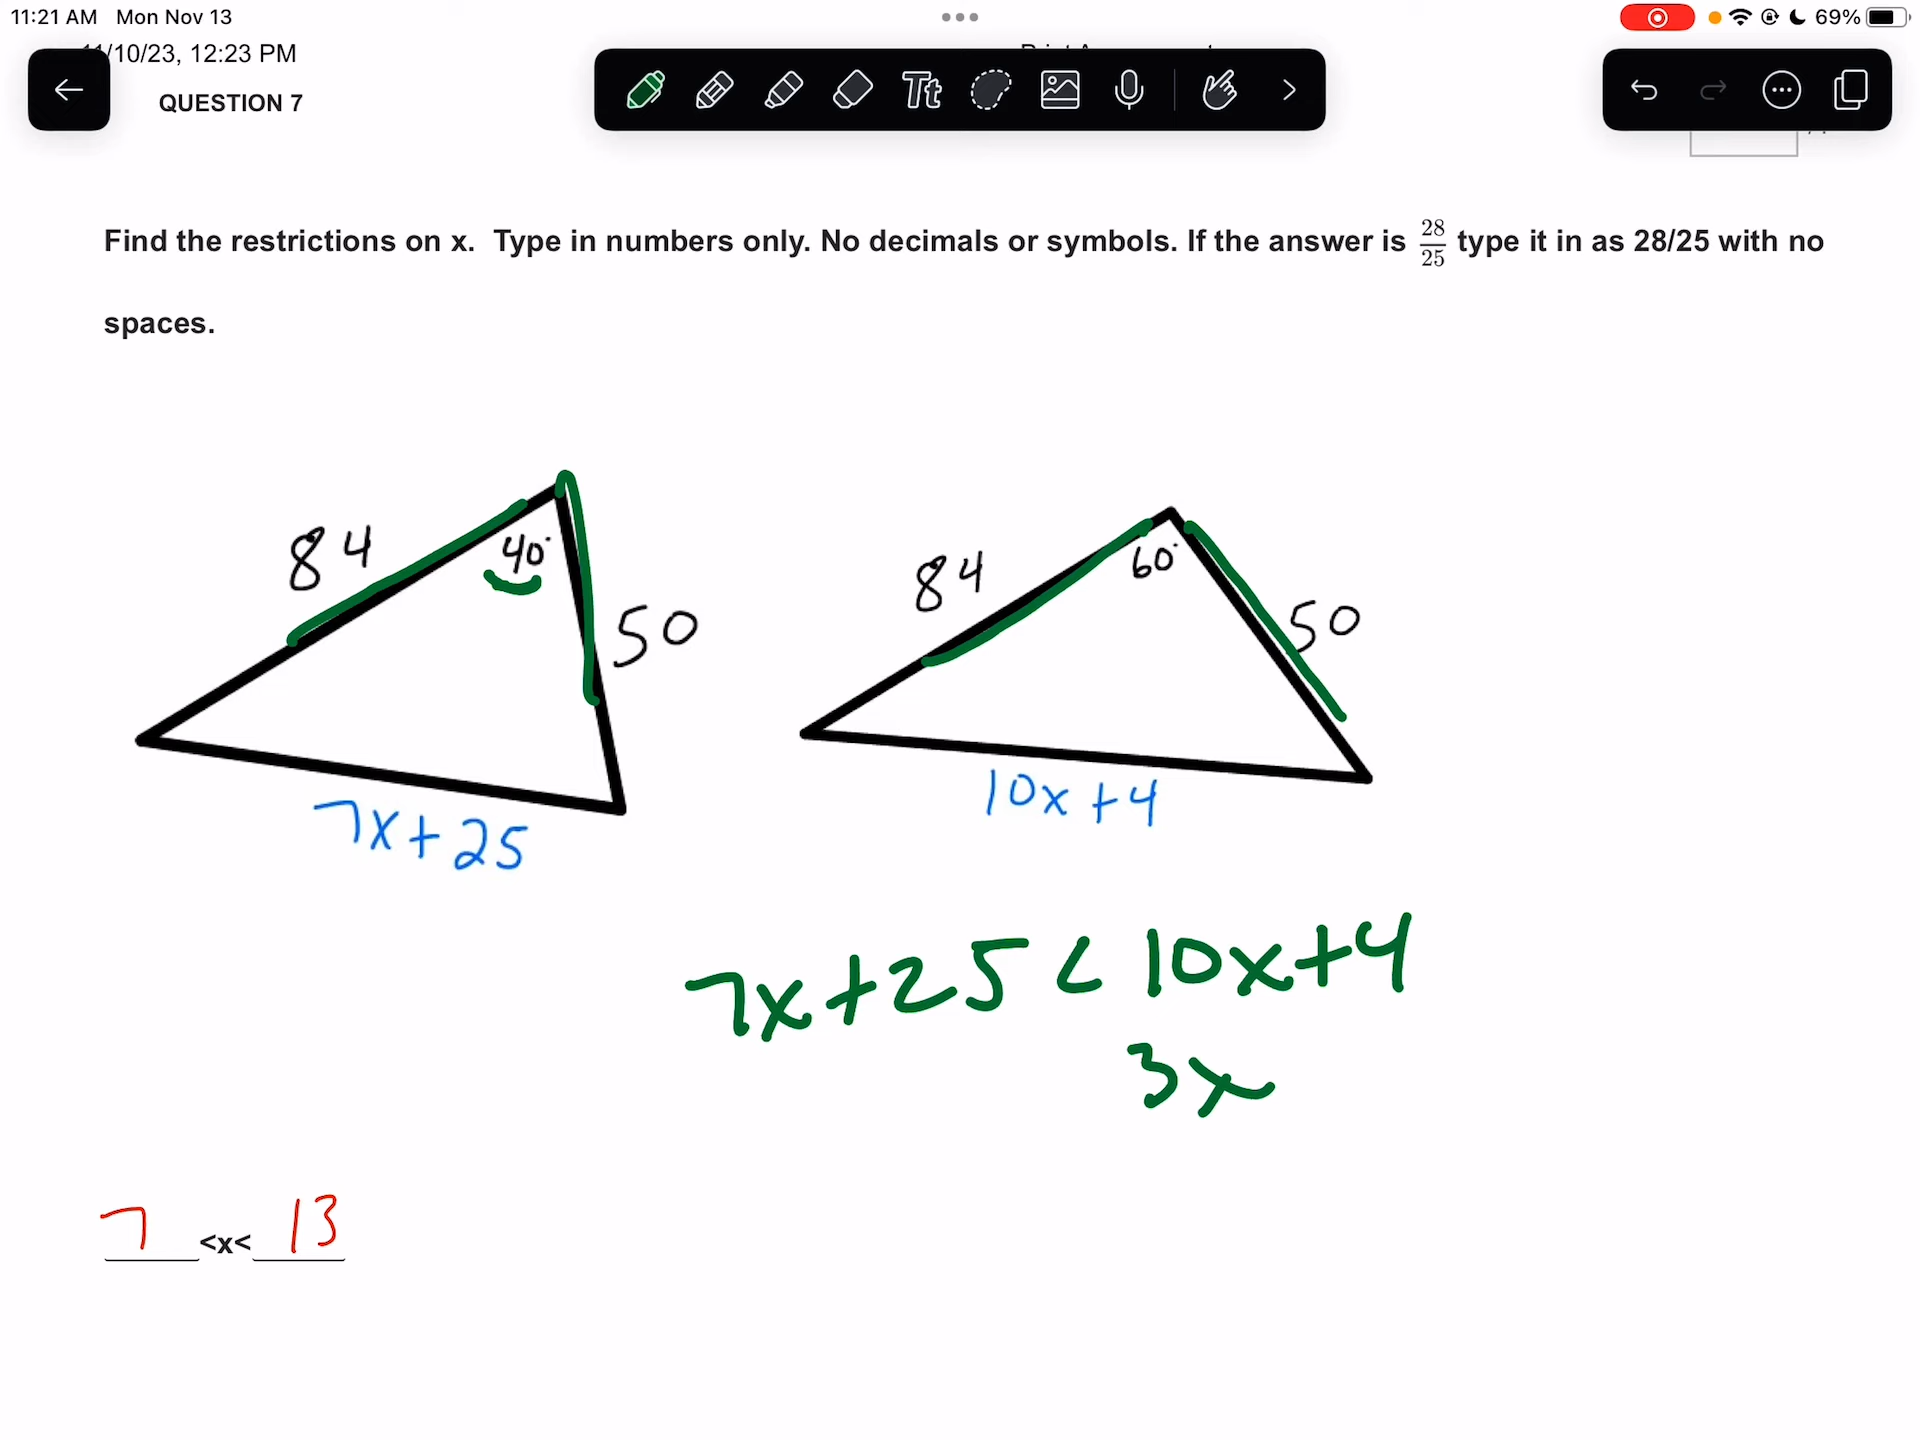 11:21 AM Mon Nov 13
69%
11/10/23, 12:23 PM
QUESTION 7
Tt
Find the restrictions on x. Type in numbers only. No decimals or symbols. If the answer is 28/25 type it in as 28/25 with no
spaces.
84
40°
50
7x+25
84
60°
50
10x+4
7x+25 < 10x+4
3x
7 <x< 13